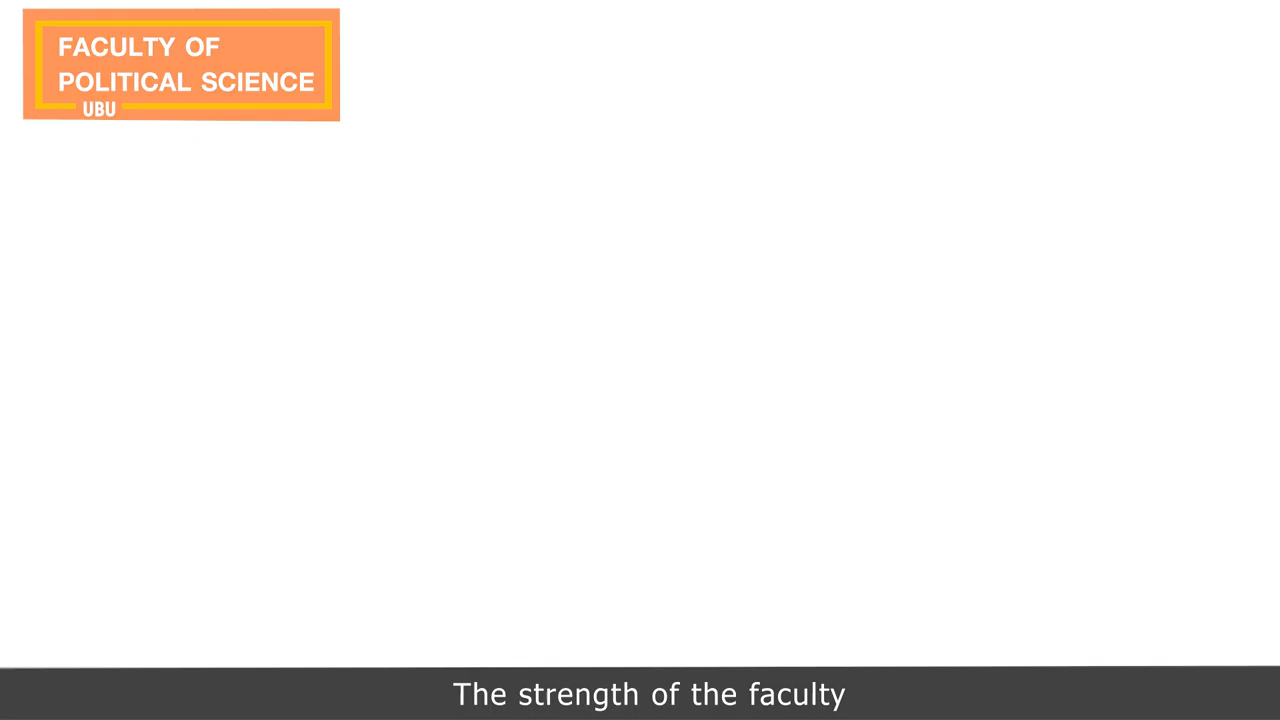 FACULTY OF
POLITICAL SCIENCE
UBU
The strength of the faculty